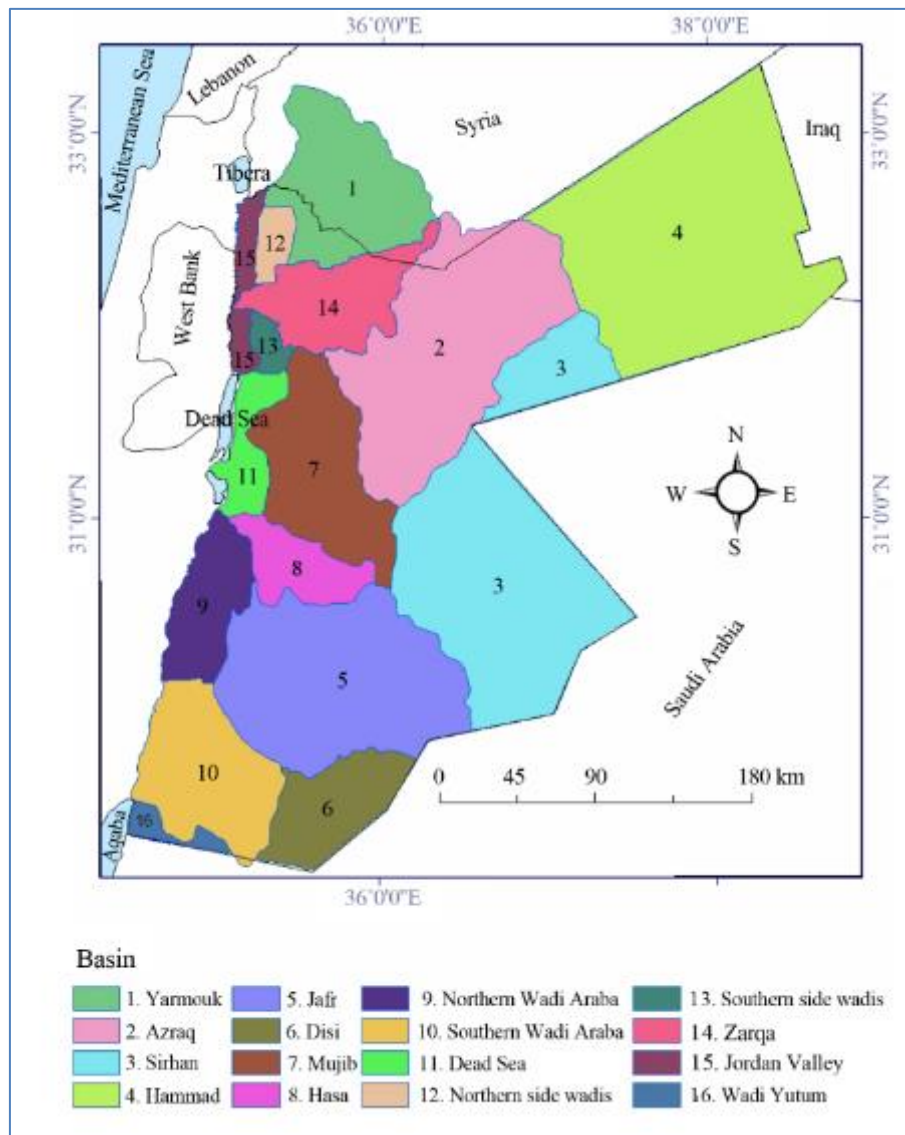 36°0'0"E 38°0'0"E
Mediterranean Sea
Lebanon
Syria
Iraq
33°0'0"N
33°0'0"N
Tibera
1
4
12
15
West Bank
14
2
13
15
3
Dead Sea
7
11
N
W E
S
31°0'0"N
31°0'0"N
8
3
9
Saudi Arabia
5
10
0 45 90 180 km
6
16
Aqaba
36°0'0"E
Basin
1. Yarmouk 5. Jafr 9. Northern Wadi Araba 13. Southern side wadis
2. Azraq 6. Disi 10. Southern Wadi Araba 14. Zarqa
3. Sirhan 7. Mujib 11. Dead Sea 15. Jordan Valley
4. Hammad 8. Hasa 12. Northern side wadis 16. Wadi Yutum